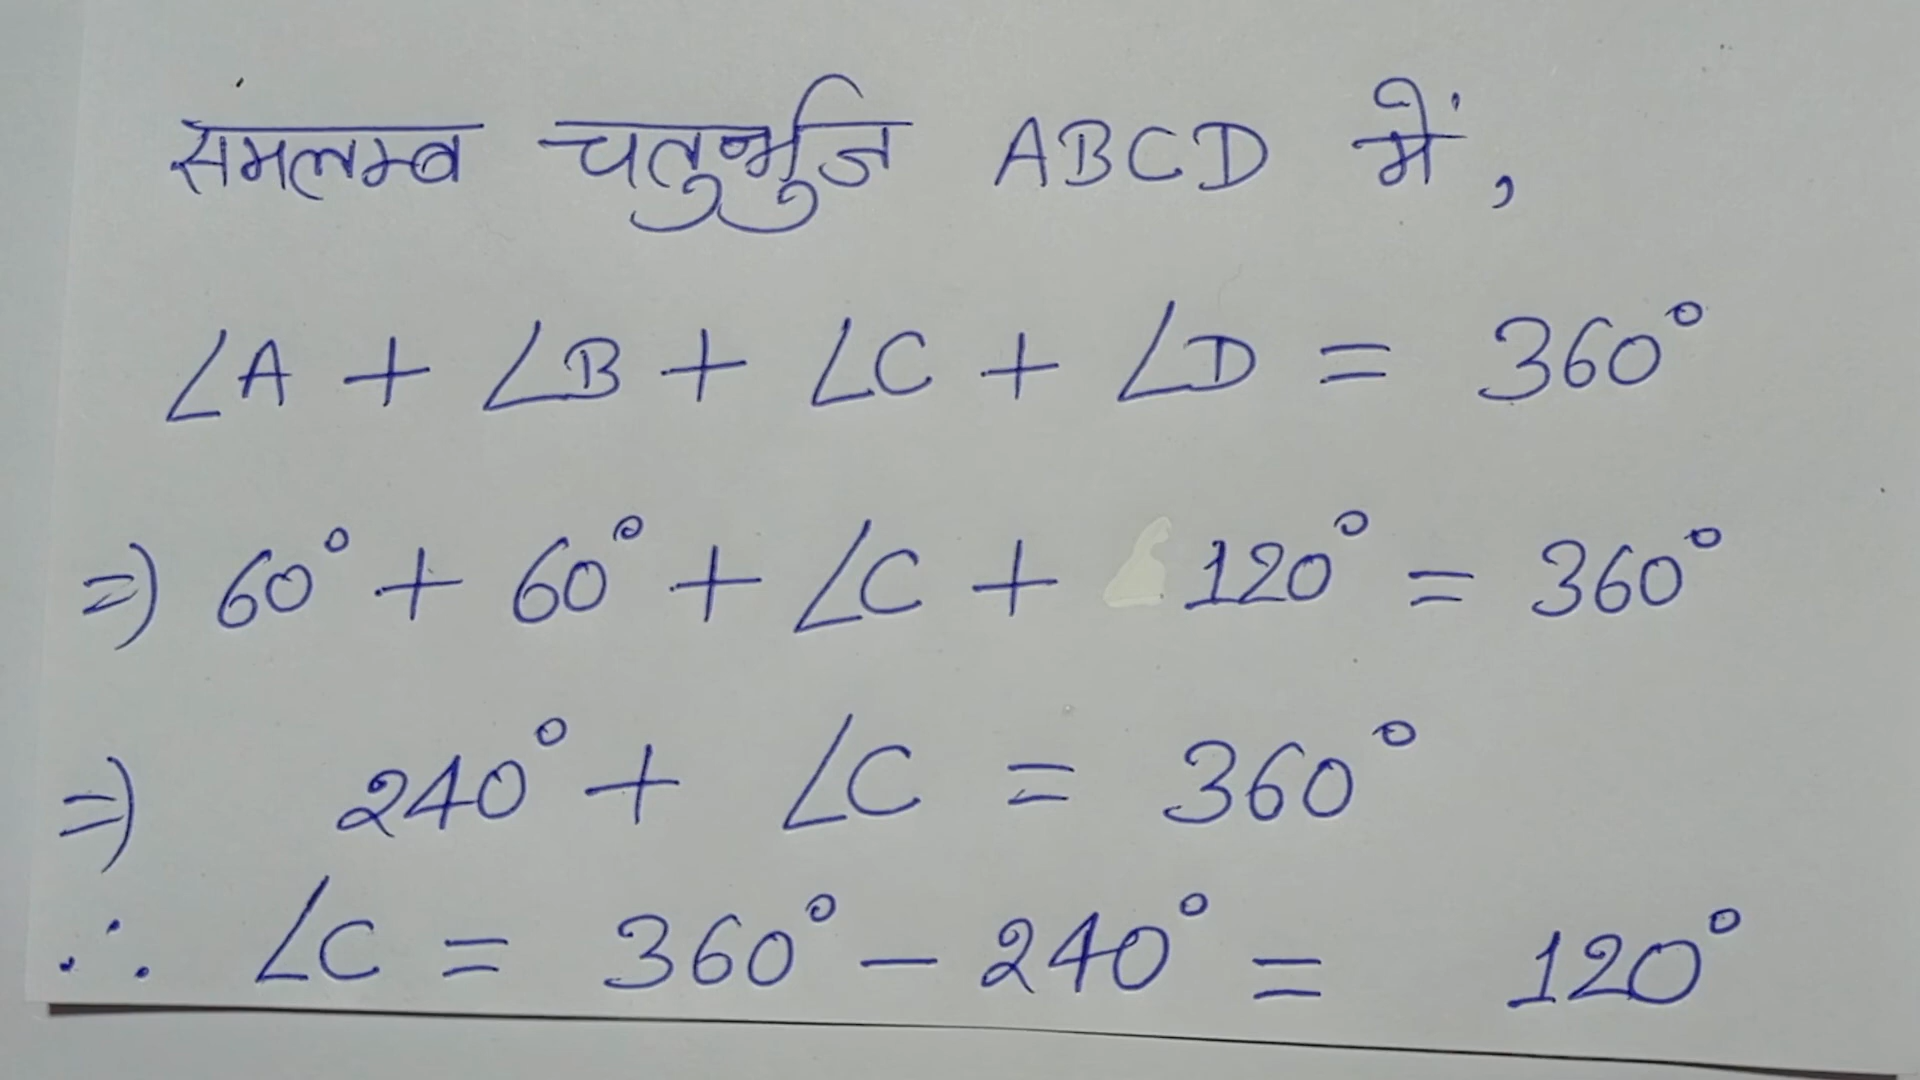 समलम्ब चतुर्भुज ABCD में,
∠A + ∠B + ∠C + ∠D = 360°
⇒ 60° + 60° + ∠C + 120° = 360°
⇒ 240° + ∠C = 360°
∴ ∠C = 360° - 240° = 120°